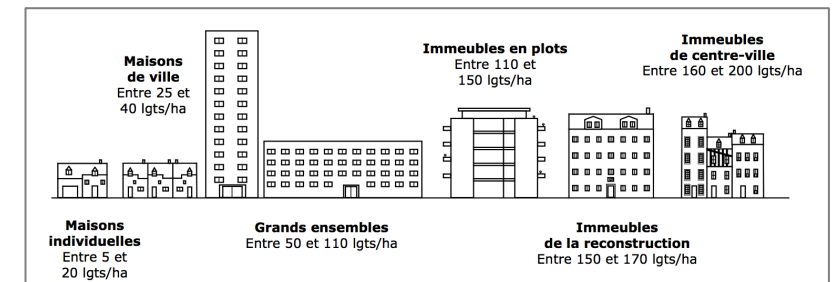 Maisons
de ville
Entre 25 et
40 lgts/ha
Immeubles en plots
Entre 110 et
150 lgts/ha
Immeubles
de centre-ville
Entre 160 et 200 lgts/ha
Maisons
individuelles
Entre 5 et
20 lgts/ha
Grands ensembles
Entre 50 et 110 lgts/ha
Immeubles
de la reconstruction
Entre 150 et 170 lgts/ha